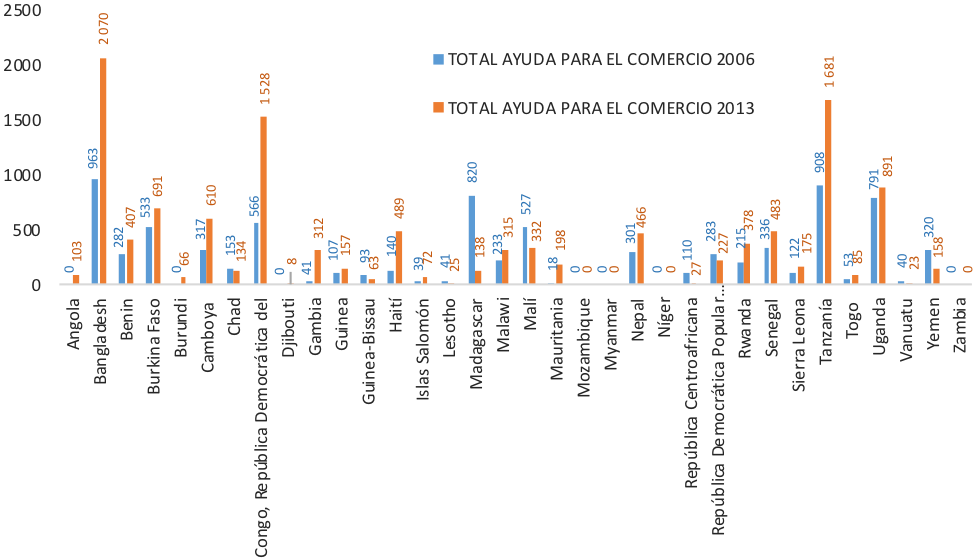 2500
2000
1500
1000
500
0
TOTAL AYUDA PARA EL COMERCIO 2006
TOTAL AYUDA PARA EL COMERCIO 2013
0
103
963
2 070
282
407
533
691
0
66
317
610
153
134
566
1 528
0
8
41
312
107
157
93
63
140
489
39
72
41
25
820
138
233
315
527
332
18
198
0
0
0
0
301
466
0
0
110
27
283
227
215
378
336
483
122
175
908
1 681
53
85
791
891
40
23
320
158
0
0
Angola
Bangladesh
Benin
Burkina Faso
Burundi
Camboya
Chad
Congo, República Democrática del
Djibouti
Gambia
Guinea
Guinea-Bissau
Haití
Islas Salomón
Lesotho
Madagascar
Malawi
Malí
Mauritania
Mozambique
Myanmar
Nepal
Níger
República Centroafricana
República Democrática Popular...
Rwanda
Senegal
Sierra Leona
Tanzanía
Togo
Uganda
Vanuatu
Yemen
Zambia